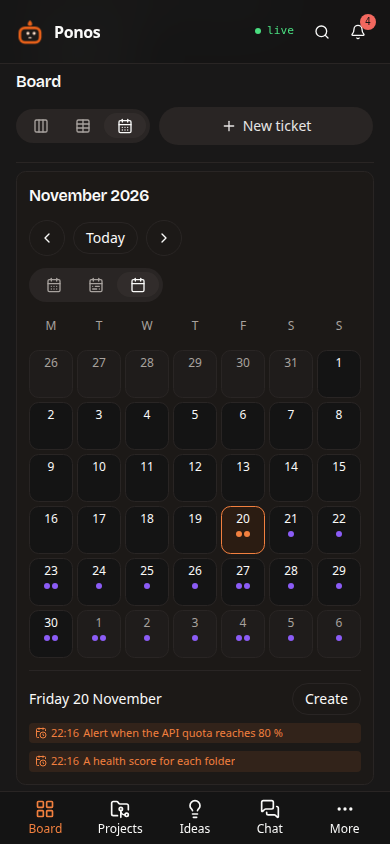 Ponos
live
4
Board
New ticket
November 2026
Today
M T W T F S S
26 27 28 29 30 31 1
2 3 4 5 6 7 8
9 10 11 12 13 14 15
16 17 18 19 20 21 22
23 24 25 26 27 28 29
30 1 2 3 4 5 6
Friday 20 November
Create
22:16 Alert when the API quota reaches 80 %
22:16 A health score for each folder
Board Projects Ideas Chat More